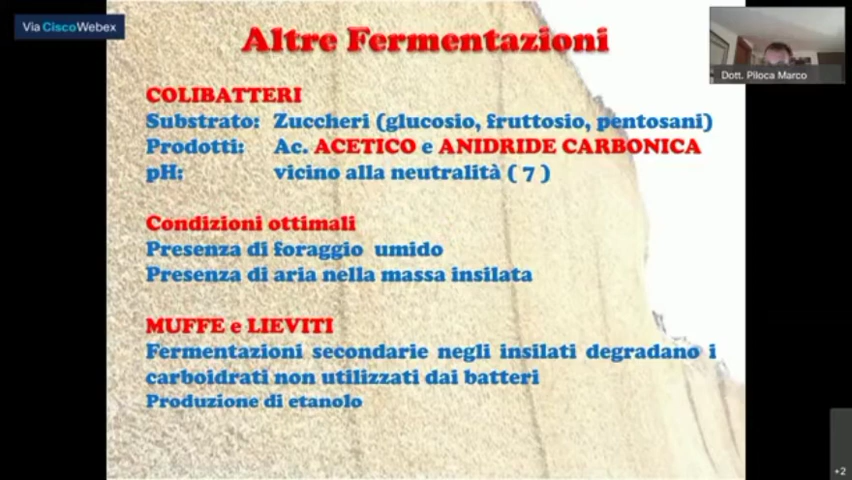 Via CiscoWebex
Altre Fermentazioni
Dott. Piloca Marco
COLIBATTERI
Substrato: Zuccheri (glucosio, fruttosio, pentosani)
Prodotti: Ac. ACETICO e ANIDRIDE CARBONICA
pH: vicino alla neutralità ( 7 )
Condizioni ottimali
Presenza di foraggio umido
Presenza di aria nella massa insilata
MUFFE e LIEVITI
Fermentazioni secondarie negli insilati degradano i
carboidrati non utilizzati dai batteri
Produzione di etanolo
+2